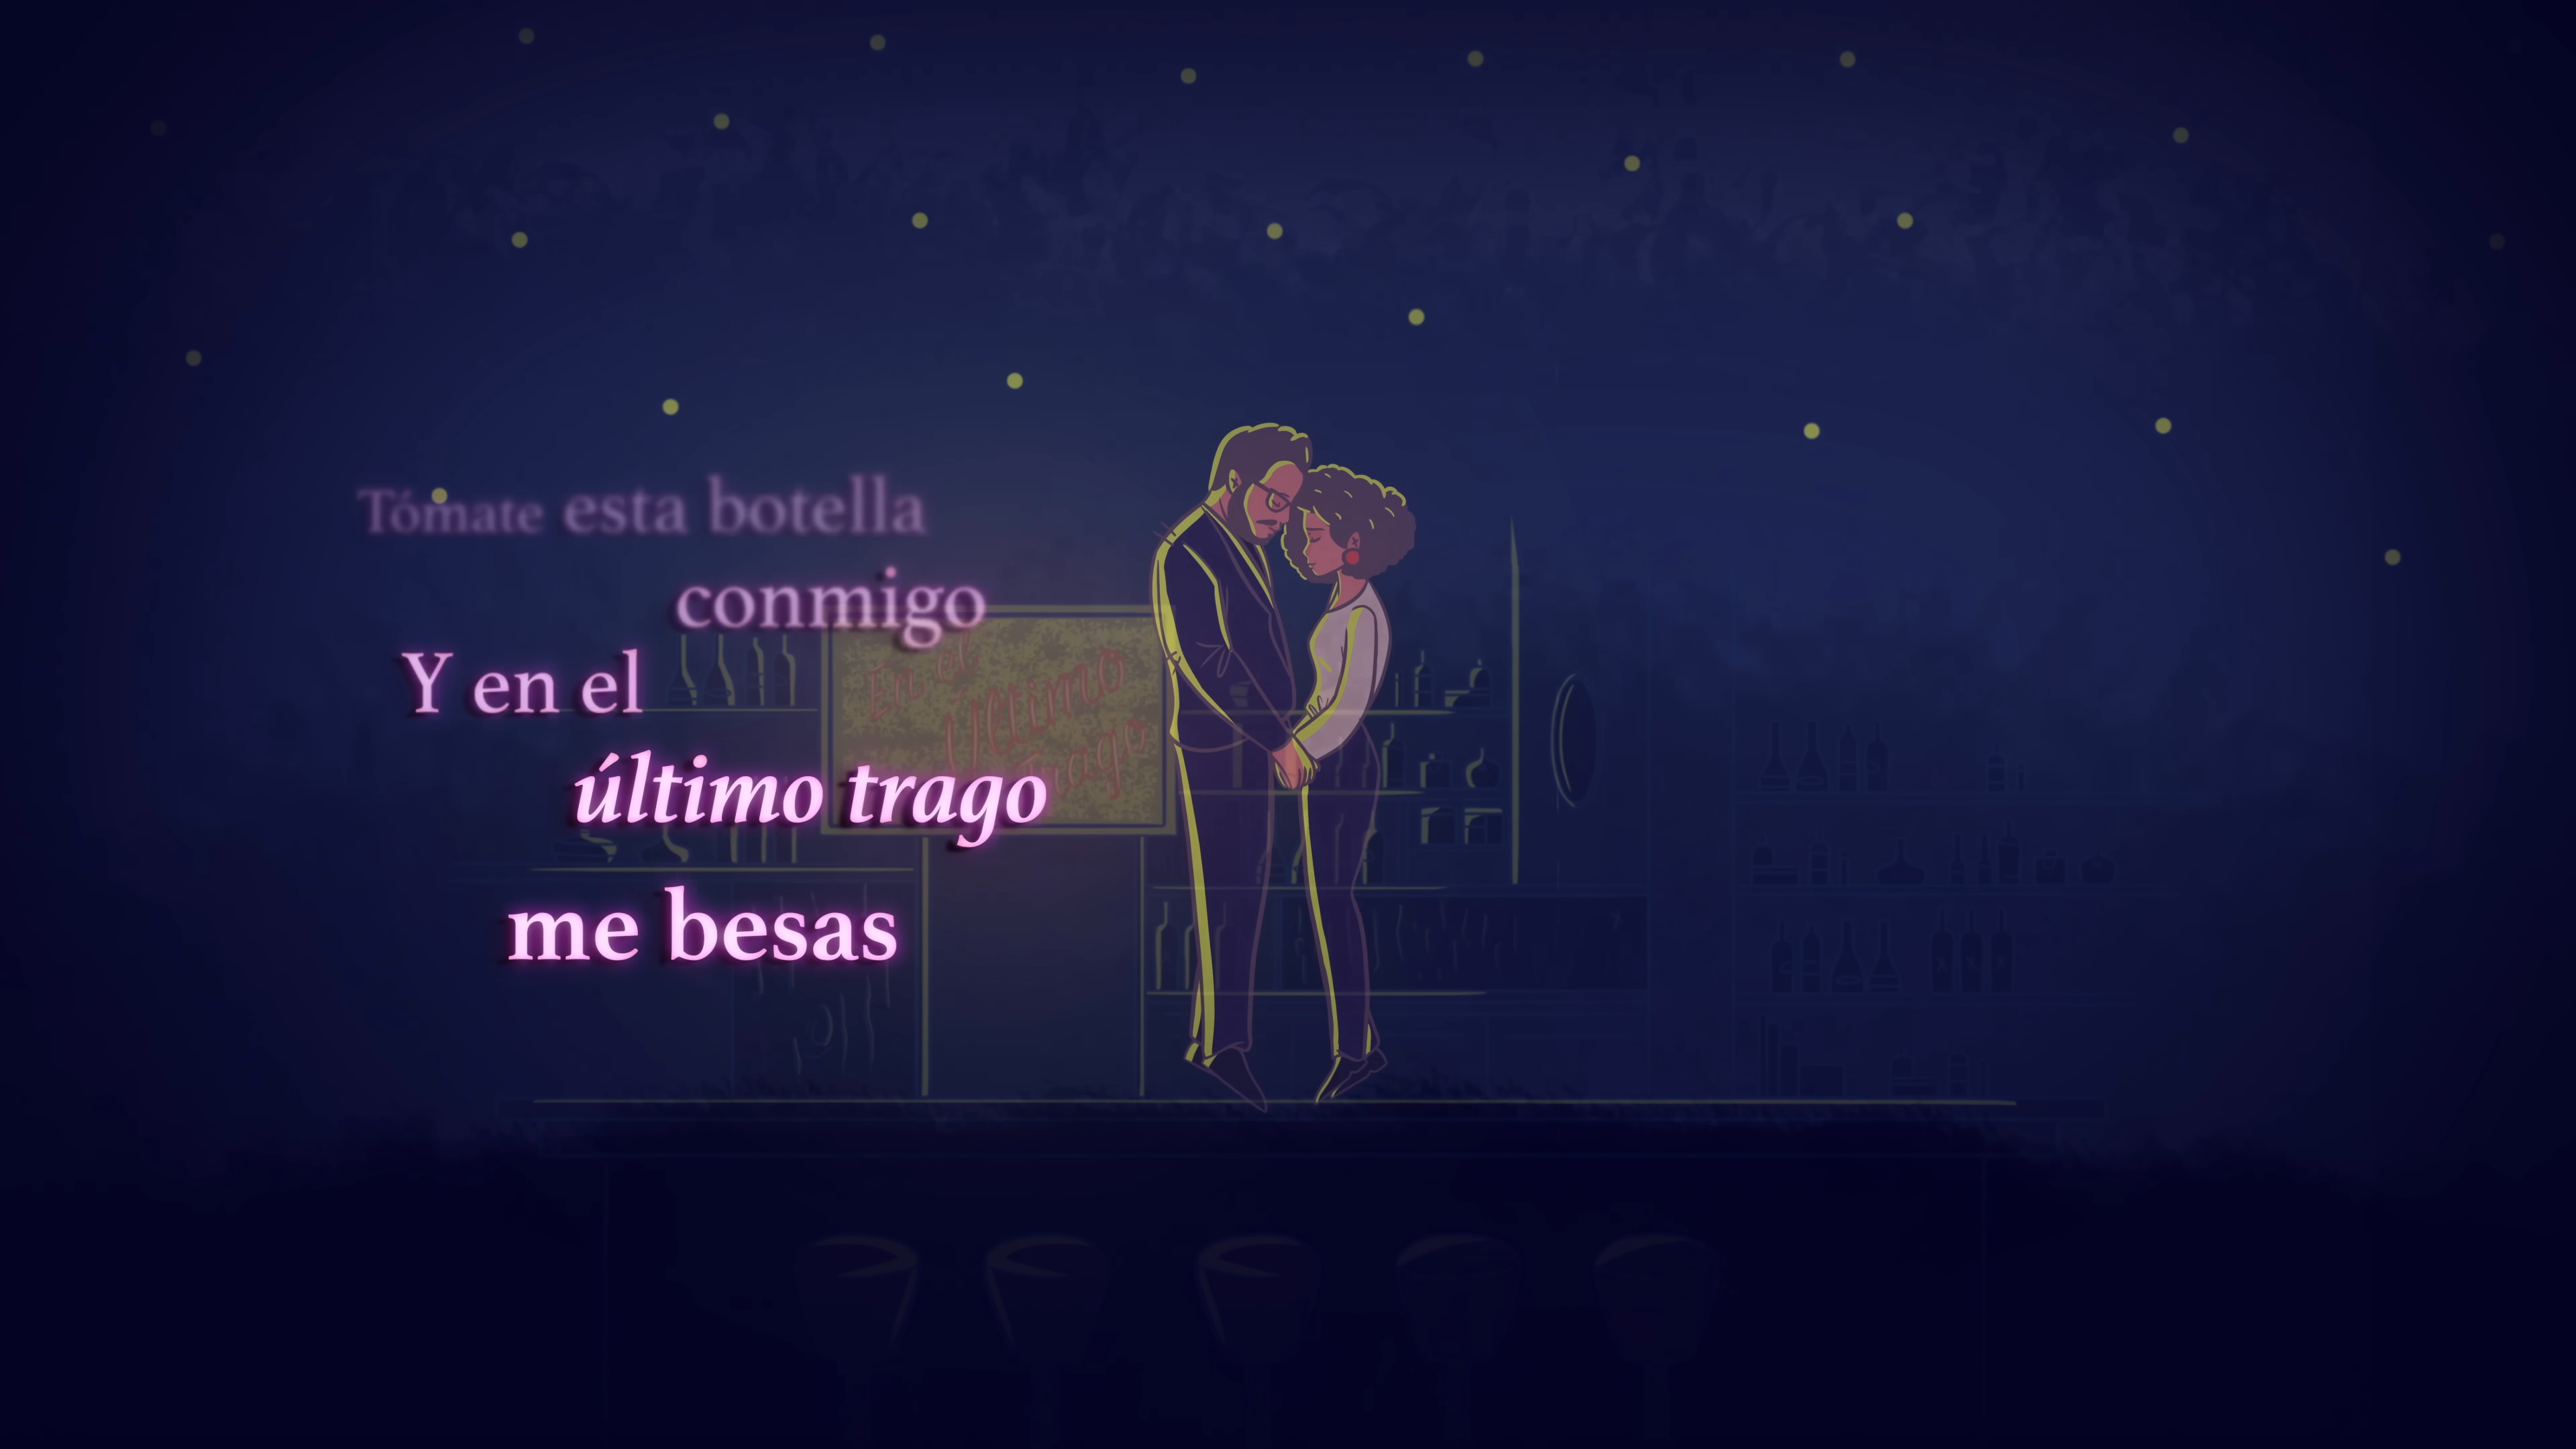 Tómate esta botella
conmigo
Y en el
último trago
me besas
En el
Último
Trago